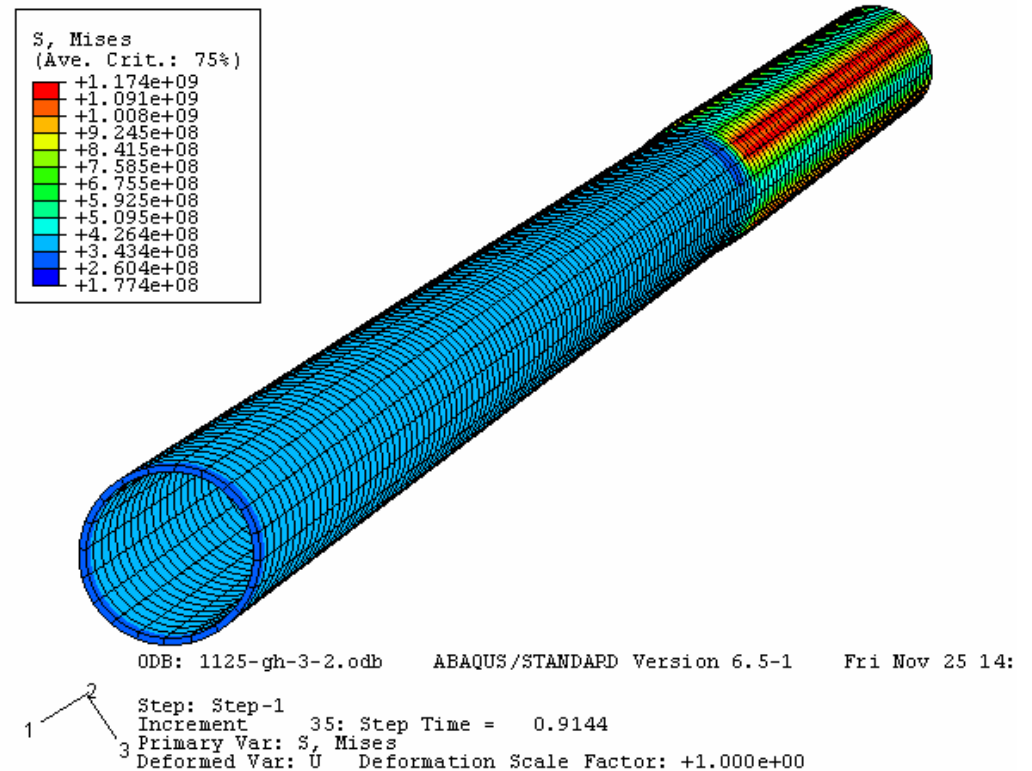 S, Mises
(Ave. Crit.: 75%)
+1.174e+09
+1.091e+09
+1.008e+09
+9.245e+08
+8.415e+08
+7.585e+08
+6.755e+08
+5.925e+08
+5.095e+08
+4.264e+08
+3.434e+08
+2.604e+08
+1.774e+08
ODB: 1125-gh-3-2.odb ABAQUS/STANDARD Version 6.5-1 Fri Nov 25 14:
2
1
3
Step: Step-1
Increment 35: Step Time = 0.9144
Primary Var: S, Mises
Deformed Var: U Deformation Scale Factor: +1.000e+00